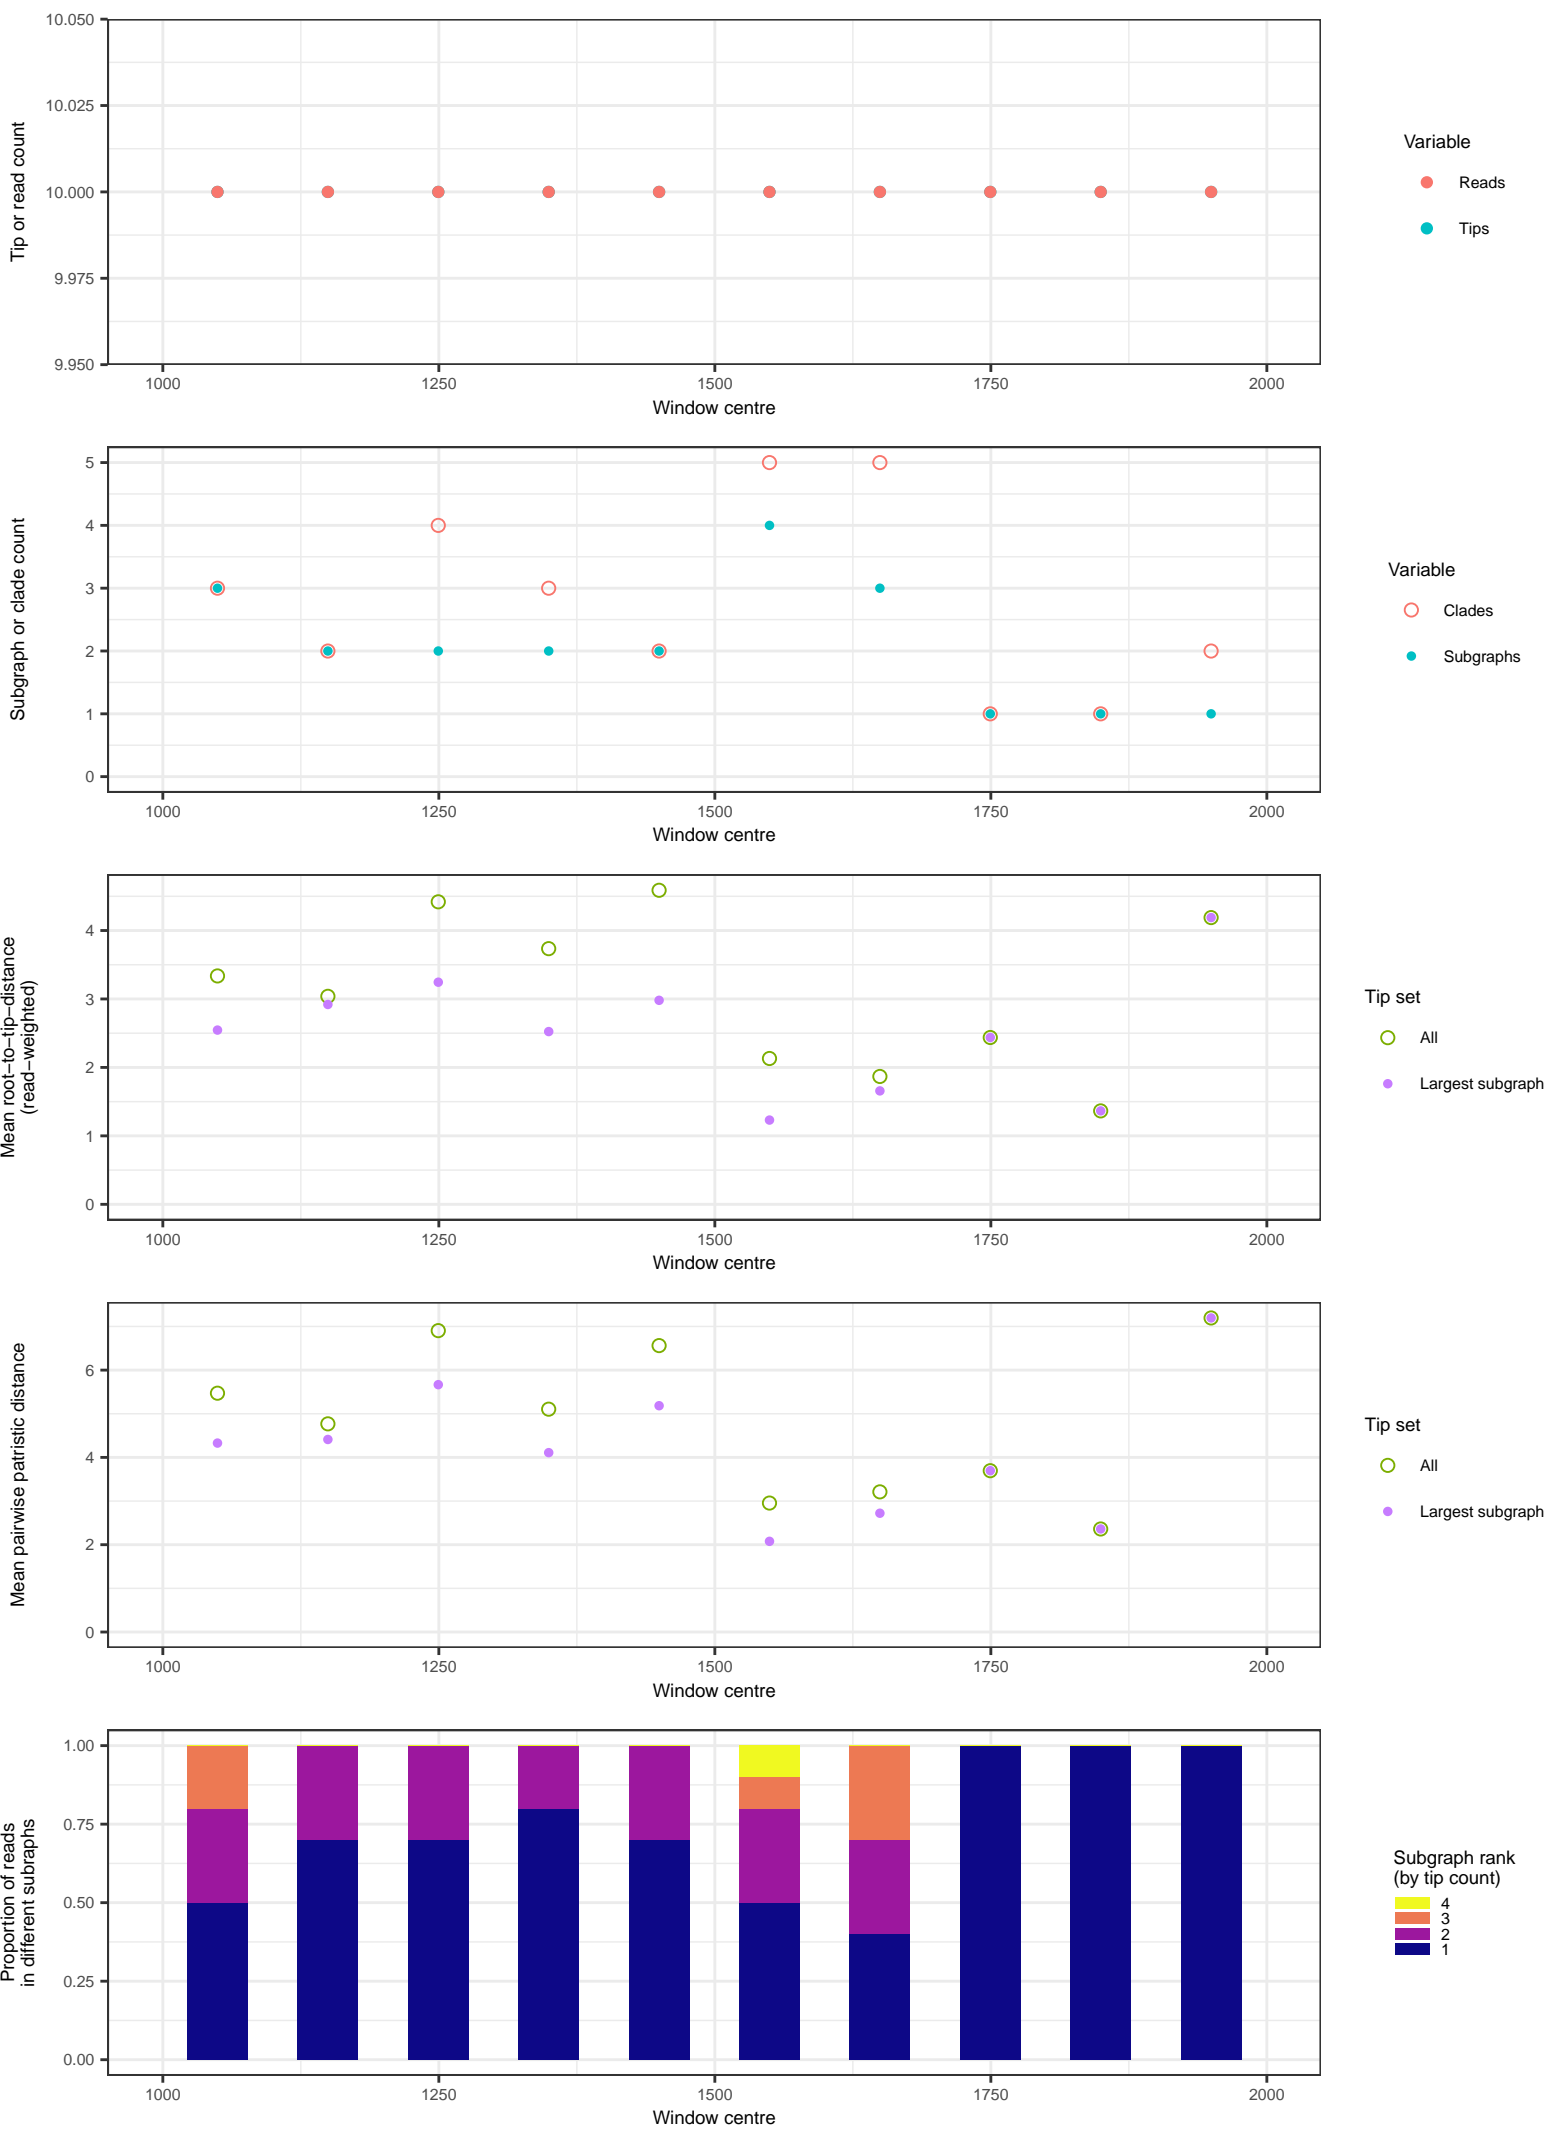 10.050
10.025
10.000
9.975
9.950
Tip or read count
1000 1250 1500 1750 2000
Window centre
Variable
Reads
Tips
5
4
3
2
1
0
Subgraph or clade count
1000 1250 1500 1750 2000
Window centre
Variable
Clades
Subgraphs
4
3
2
1
0
Mean root−to−tip−distance
(read−weighted)
1000 1250 1500 1750 2000
Window centre
Tip set
All
Largest subgraph
6
4
2
0
Mean pairwise patristic distance
1000 1250 1500 1750 2000
Window centre
Tip set
All
Largest subgraph
1.00
0.75
0.50
0.25
0.00
Proportion of reads
in different subraphs
1000 1250 1500 1750 2000
Window centre
Subgraph rank
(by tip count)
4
3
2
1